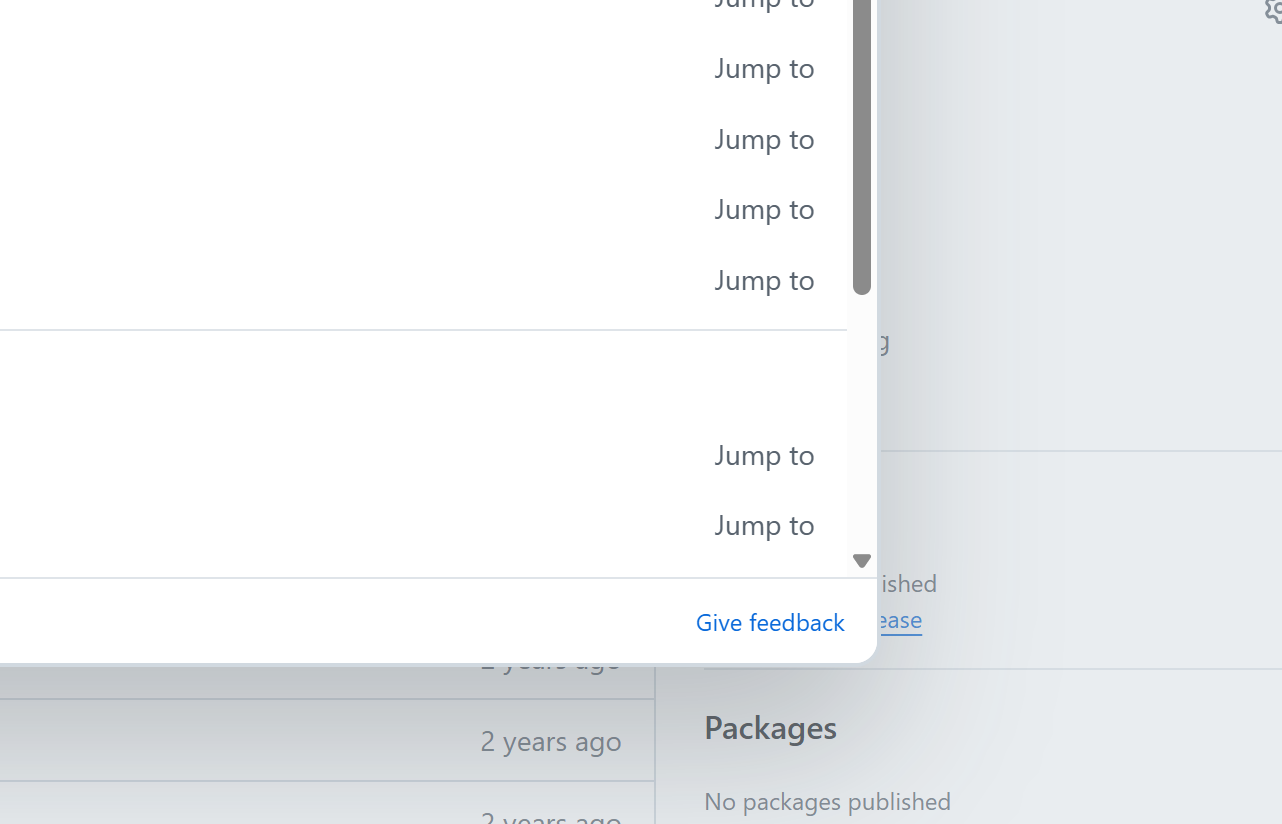 Jump to
Jump to
Jump to
Jump to
Jump to
g
Jump to
Jump to
ished
Give feedback
ease
2 years ago
2 years ago
Packages
No packages published
2 years ago